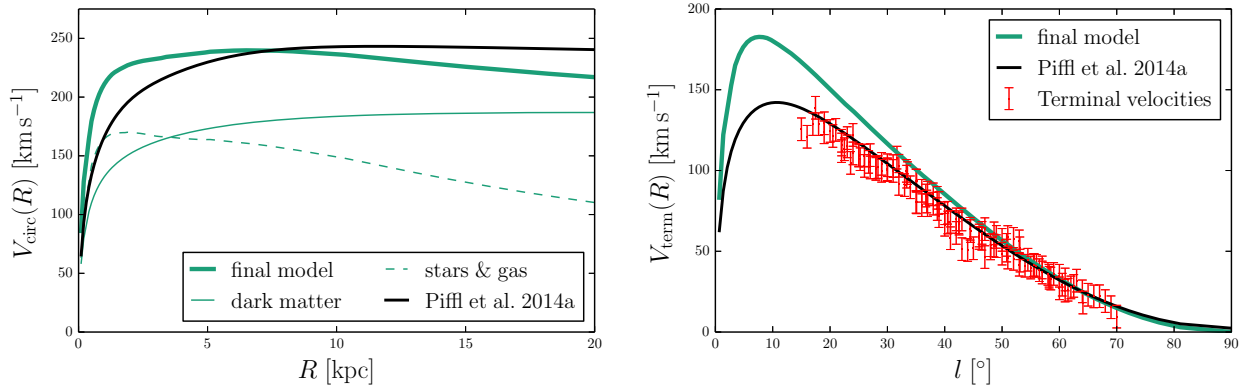 V_circ(R) [km s^−1]
250
200
150
100
50
0
final model
dark matter
stars & gas
Piffl et al. 2014a
0 5 10 15 20
R [kpc]
V_term(R) [km s^−1]
200
150
100
50
0
final model
Piffl et al. 2014a
Terminal velocities
0 10 20 30 40 50 60 70 80 90
l [°]